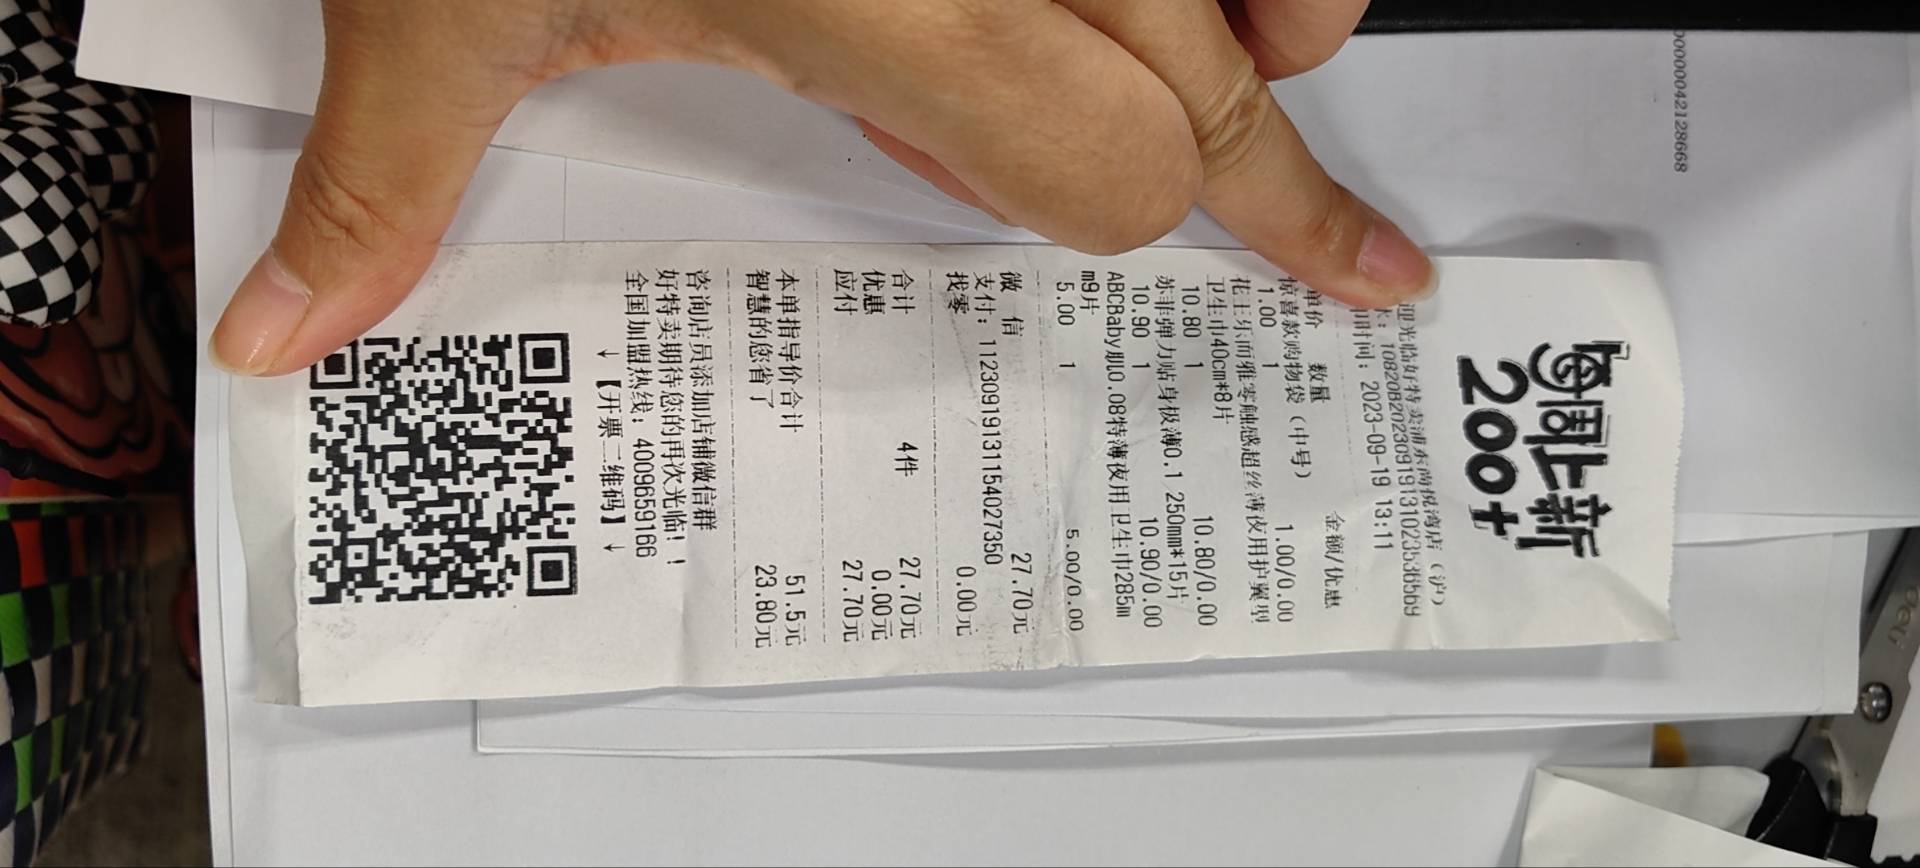 每周上新
200+
迎光临好特卖浦东尚悦湾店(沪)
: 108208202309191310235536569
时间: 2023-09-19 13:11
单价 数量 金额/优惠
惊喜款购物袋(中号)
1.00 1 1.00/0.00
花王乐而雅零触感超丝薄夜用护翼型
卫生巾40cm*8片
10.80 1 10.80/0.00
苏菲弹力贴身极薄0.1 250mm*15片
10.90 1 10.90/0.00
ABCBaby肌0.08特薄夜用卫生巾285m
m9片
5.00 1 5.00/0.00
微 信 27.70元
支付: 11230919131154027350
找零 0.00元
合计 4件 27.70元
优惠 0.00元
应付 27.70元
本单指导价合计 51.5元
智慧的您省了 23.80元
咨询店员添加店铺微信群
好特卖期待您的再次光临!!
全国加盟热线: 4009659166
↓【开票二维码】↓
00000042128668
deli